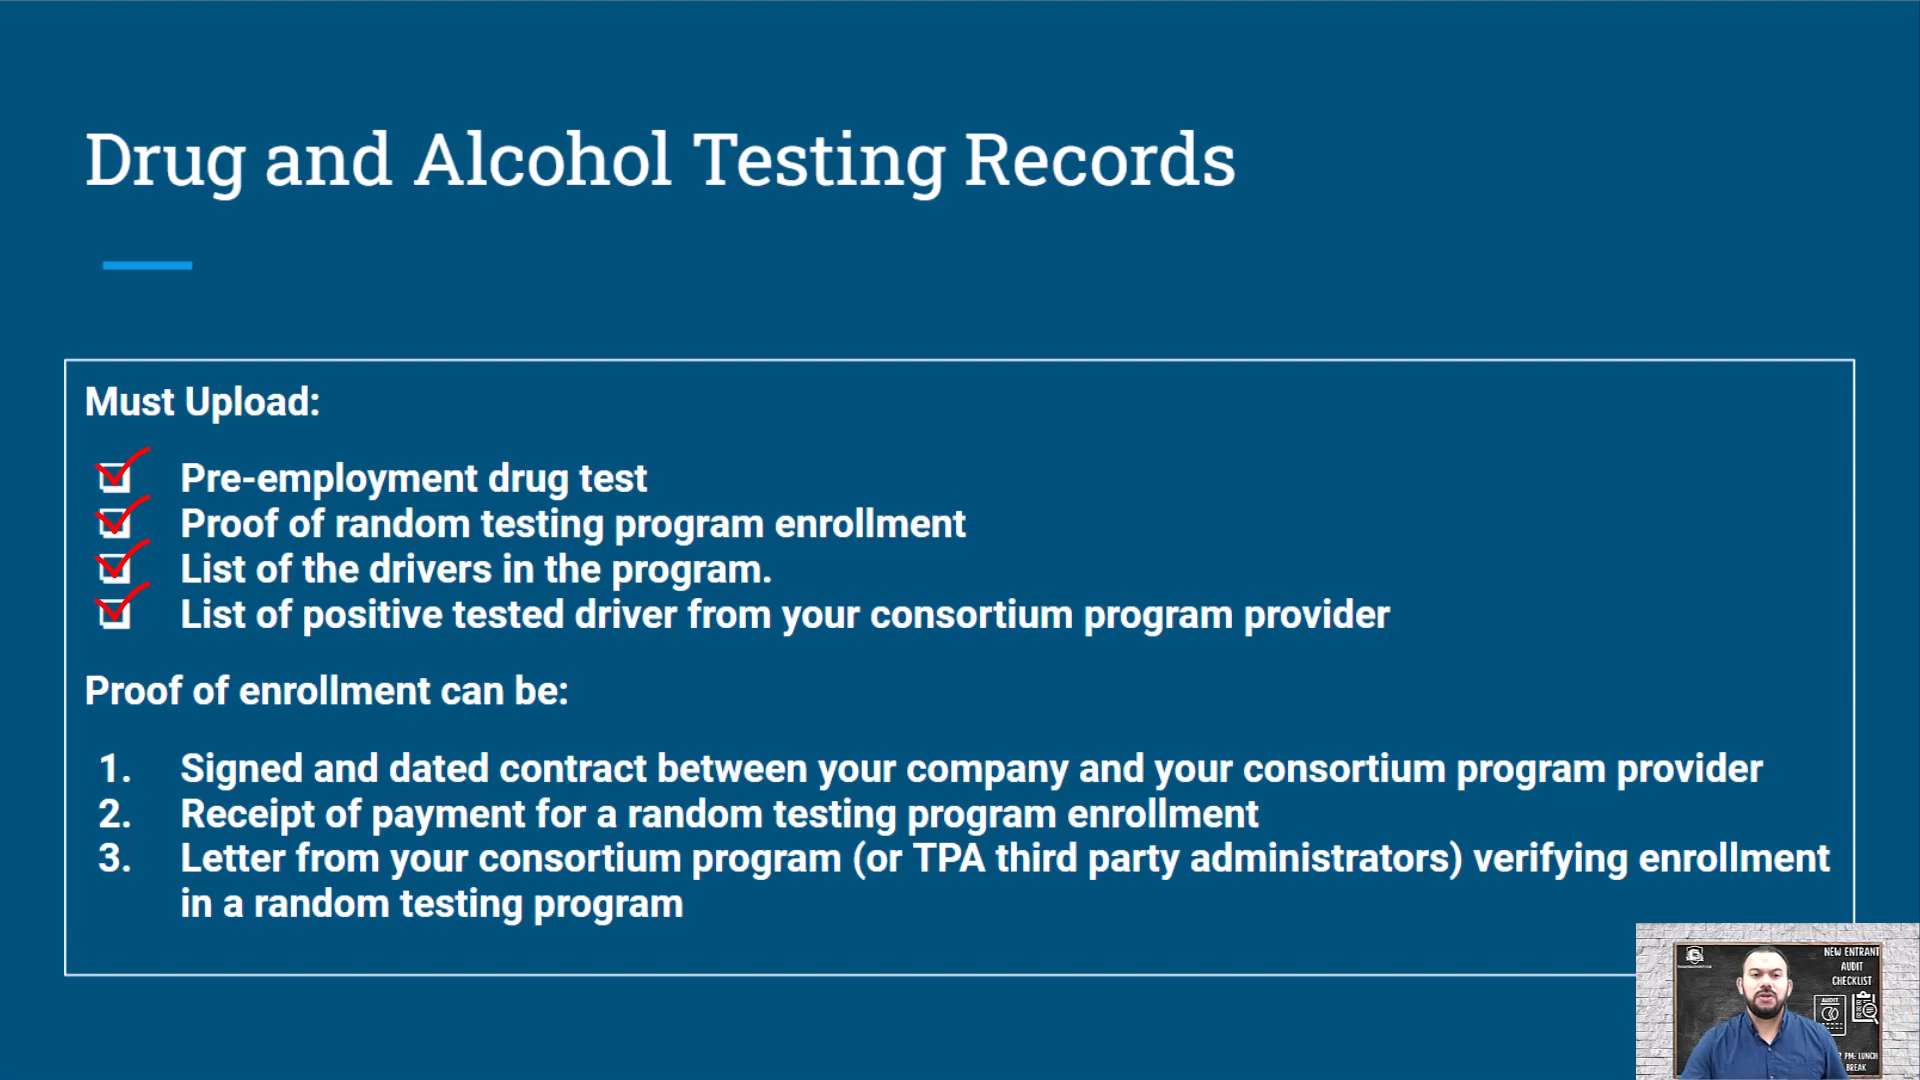 Drug and Alcohol Testing Records
Must Upload:
Pre-employment drug test
Proof of random testing program enrollment
List of the drivers in the program.
List of positive tested driver from your consortium program provider
Proof of enrollment can be:
1. Signed and dated contract between your company and your consortium program provider
2. Receipt of payment for a random testing program enrollment
3. Letter from your consortium program (or TPA third party administrators) verifying enrollment
in a random testing program
NEW ENTRANT
AUDIT
CHECKLIST
AUDIT
PM: LUNCH
BREAK